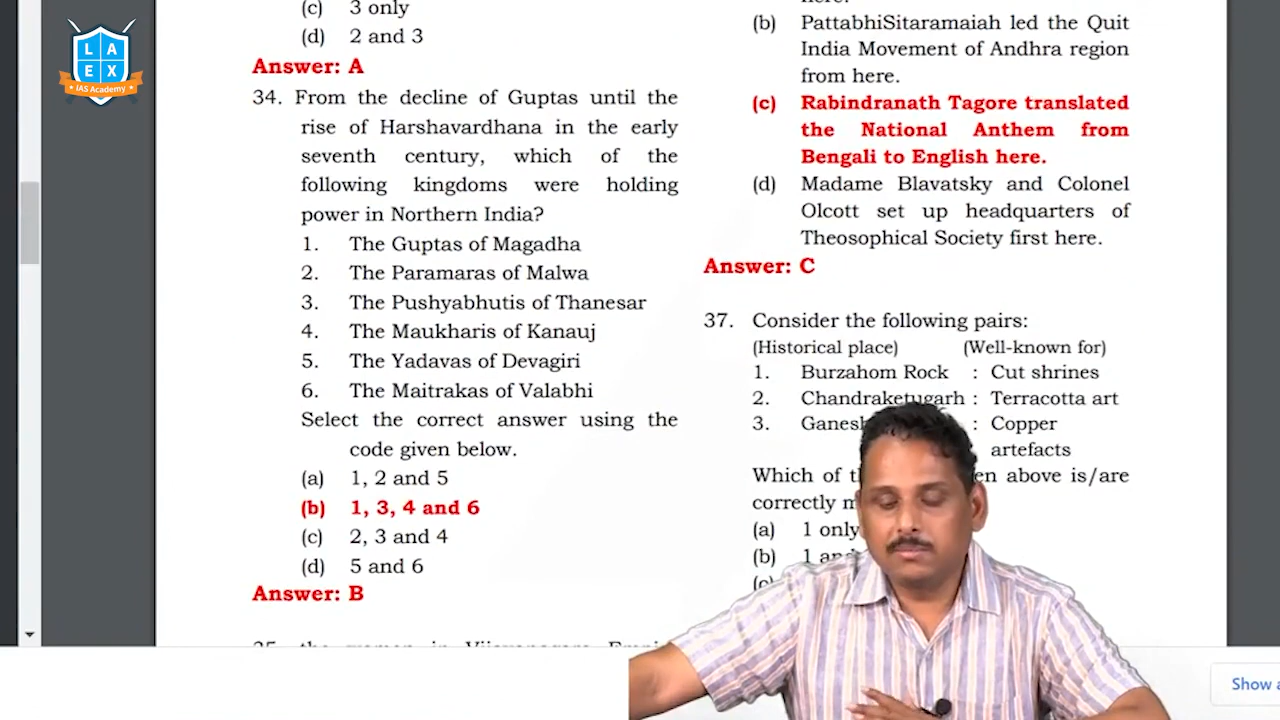 L A
E X
IAS Academy
(c) 3 only
(d) 2 and 3
Answer: A
34. From the decline of Guptas until the
rise of Harshavardhana in the early
seventh century, which of the
following kingdoms were holding
power in Northern India?
1. The Guptas of Magadha
2. The Paramaras of Malwa
3. The Pushyabhutis of Thanesar
4. The Maukharis of Kanauj
5. The Yadavas of Devagiri
6. The Maitrakas of Valabhi
Select the correct answer using the
code given below.
(a) 1, 2 and 5
(b) 1, 3, 4 and 6
(c) 2, 3 and 4
(d) 5 and 6
Answer: B
here.
(b) PattabhiSitaramaiah led the Quit
India Movement of Andhra region
from here.
(c) Rabindranath Tagore translated
the National Anthem from
Bengali to English here.
(d) Madame Blavatsky and Colonel
Olcott set up headquarters of
Theosophical Society first here.
Answer: C
37. Consider the following pairs:
(Historical place) (Well-known for)
1. Burzahom Rock : Cut shrines
2. Chandraketugarh : Terracotta art
3. : Copper
artefacts
Which of above is/are
correctly
(a) 1 only
(b) 1
Show